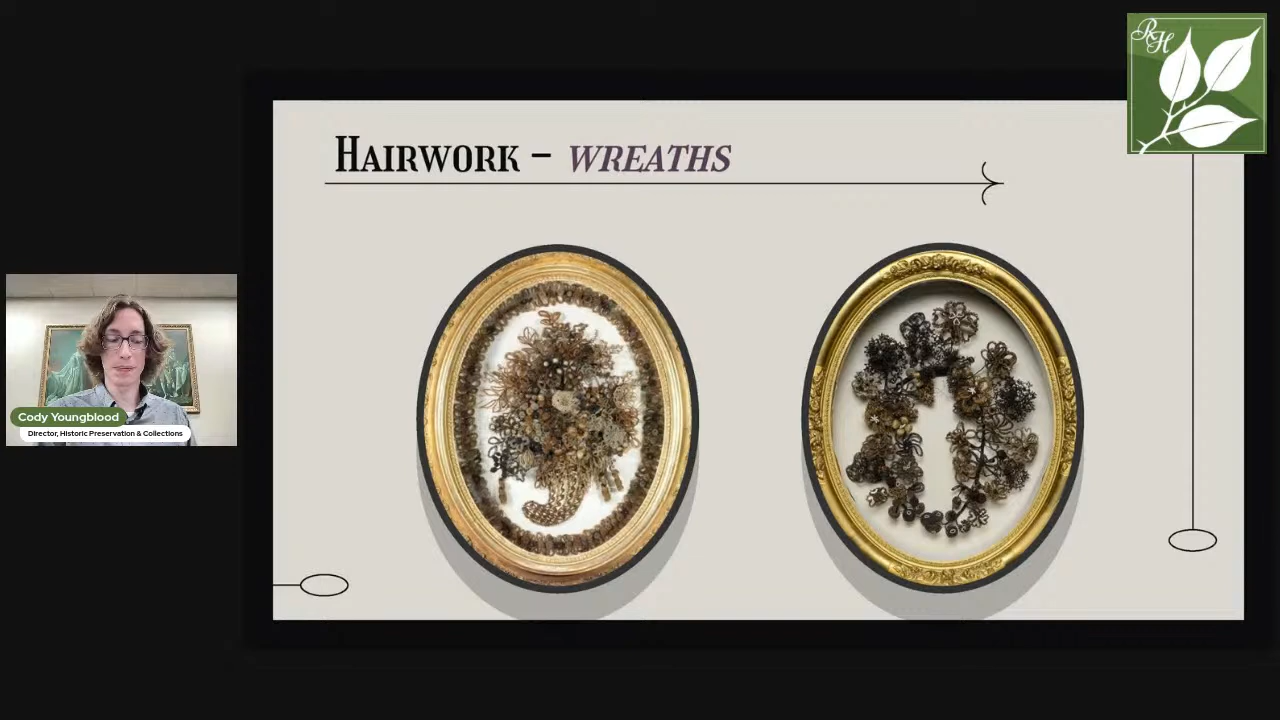 RH
HAIRWORK – WREATHS
Cody Youngblood
Director, Historic Preservation & Collections